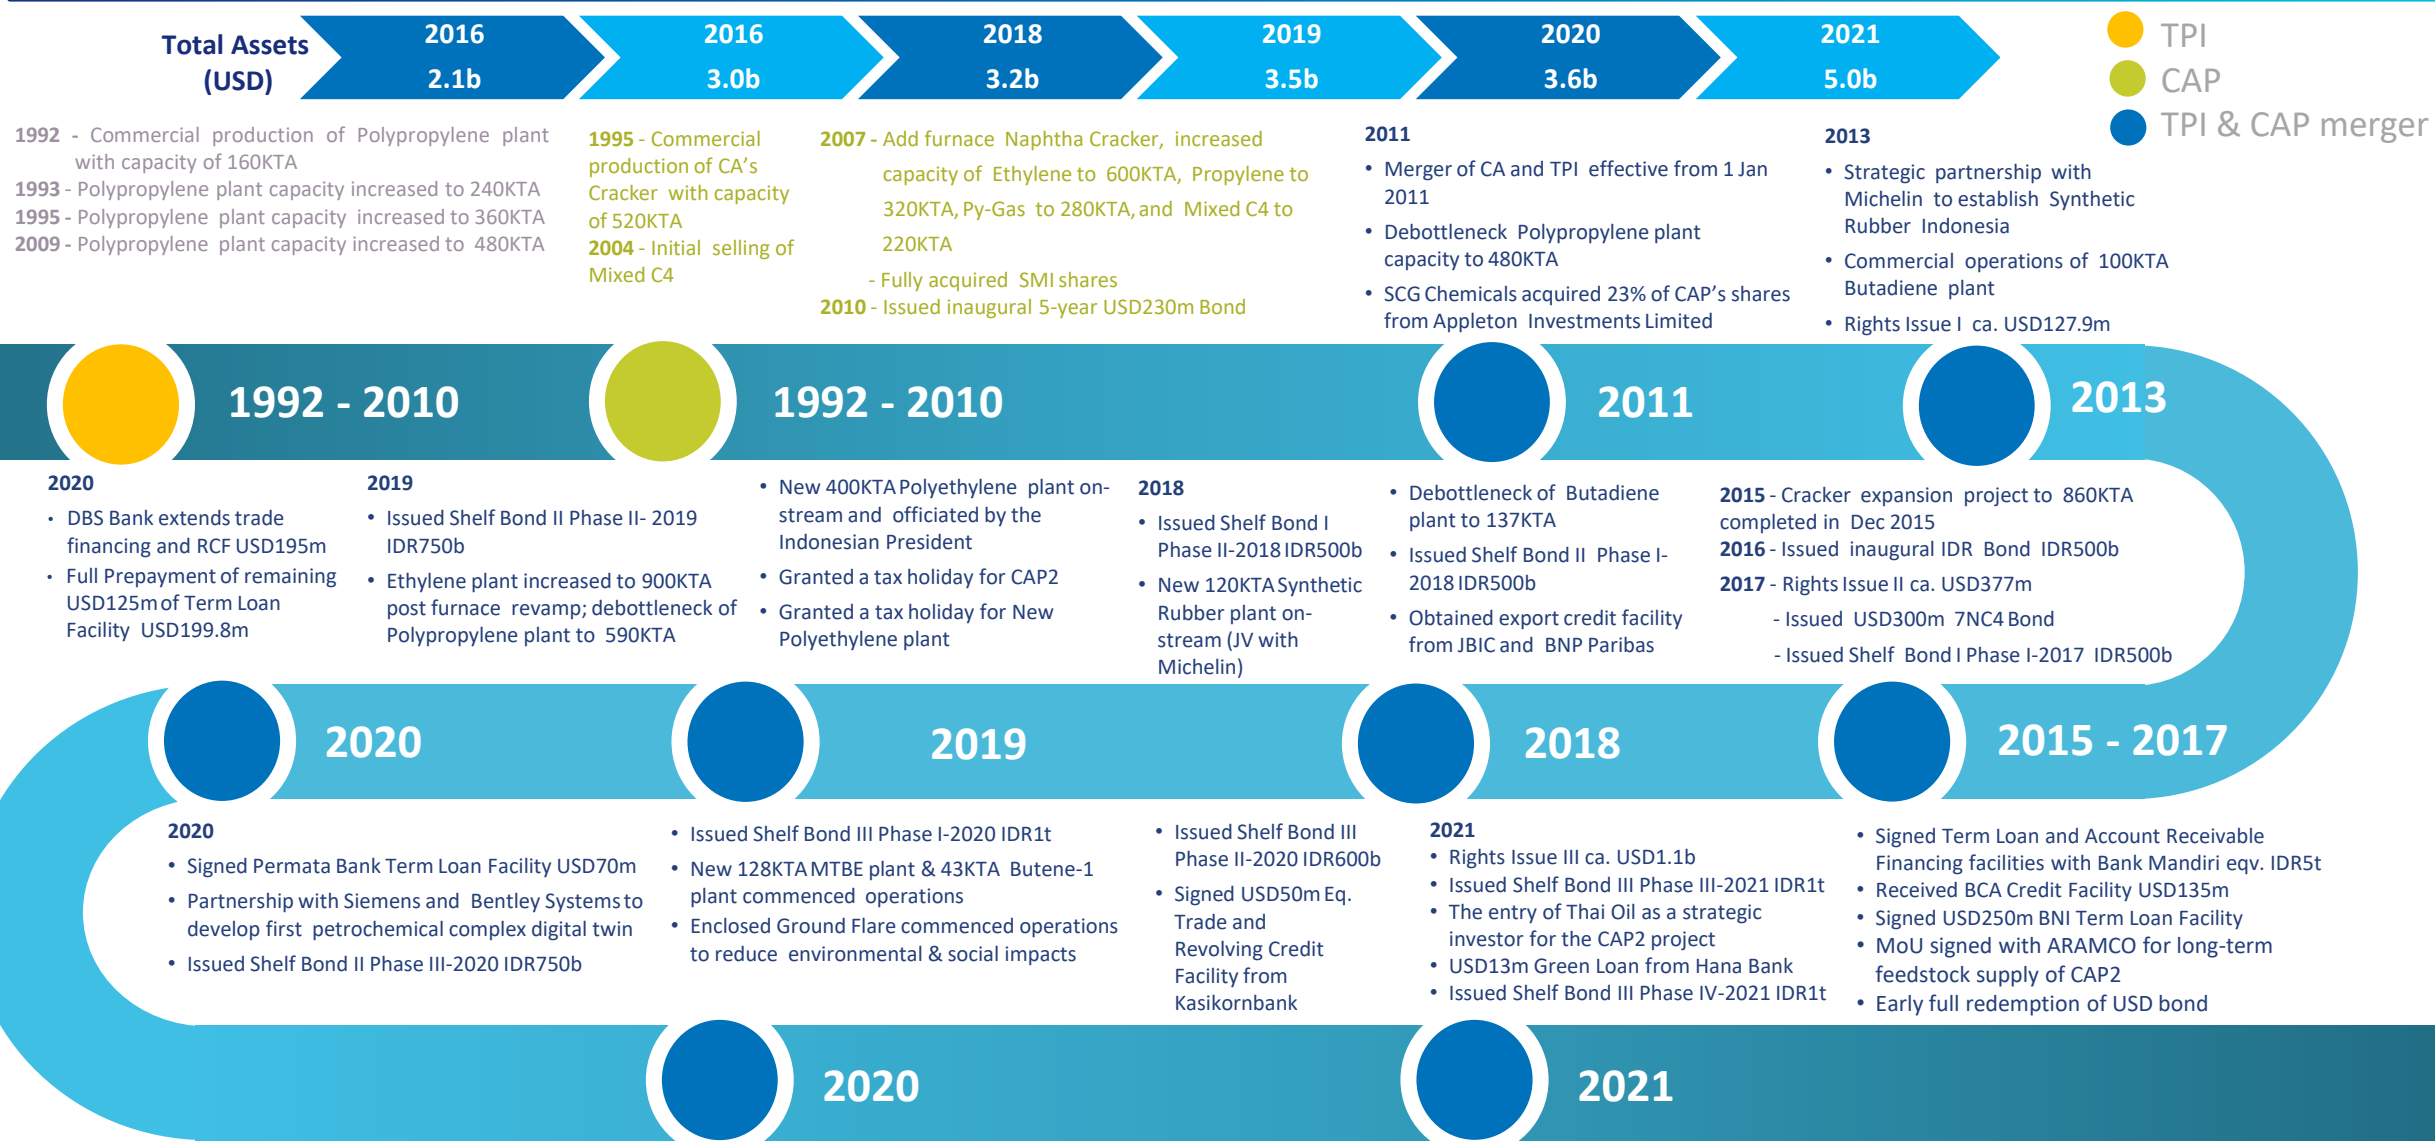 Total Assets
(USD)
2016
2.1b
2016
3.0b
2018
3.2b
2019
3.5b
2020
3.6b
2021
5.0b
TPI
CAP
TPI & CAP merger
1992 - Commercial production of Polypropylene plant
with capacity of 160KTA
1993 - Polypropylene plant capacity increased to 240KTA
1995 - Polypropylene plant capacity increased to 360KTA
2009 - Polypropylene plant capacity increased to 480KTA
1995 - Commercial
production of CA's
Cracker with capacity
of 520KTA
2004 - Initial selling of
Mixed C4
2007 - Add furnace Naphtha Cracker, increased
capacity of Ethylene to 600KTA, Propylene to
320KTA, Py-Gas to 280KTA, and Mixed C4 to
220KTA
- Fully acquired SMI shares
2010 - Issued inaugural 5-year USD230m Bond
2011
• Merger of CA and TPI effective from 1 Jan
2011
• Debottleneck Polypropylene plant
capacity to 480KTA
• SCG Chemicals acquired 23% of CAP's shares
from Appleton Investments Limited
2013
• Strategic partnership with
Michelin to establish Synthetic
Rubber Indonesia
• Commercial operations of 100KTA
Butadiene plant
• Rights Issue I ca. USD127.9m
1992 - 2010
1992 - 2010
2011
2013
2020
• DBS Bank extends trade
financing and RCF USD195m
• Full Prepayment of remaining
USD125m of Term Loan
Facility USD199.8m
2019
• Issued Shelf Bond II Phase II- 2019
IDR750b
• Ethylene plant increased to 900KTA
post furnace revamp; debottleneck of
Polypropylene plant to 590KTA
• New 400KTA Polyethylene plant on-
stream and officiated by the
Indonesian President
• Granted a tax holiday for CAP2
• Granted a tax holiday for New
Polyethylene plant
2018
• Issued Shelf Bond I
Phase II-2018 IDR500b
• New 120KTA Synthetic
Rubber plant on-
stream (JV with
Michelin)
• Debottleneck of Butadiene
plant to 137KTA
• Issued Shelf Bond II Phase I-
2018 IDR500b
• Obtained export credit facility
from JBIC and BNP Paribas
2015 - Cracker expansion project to 860KTA
completed in Dec 2015
2016 - Issued inaugural IDR Bond IDR500b
2017 - Rights Issue II ca. USD377m
- Issued USD300m 7NC4 Bond
- Issued Shelf Bond I Phase I-2017 IDR500b
2020
2019
2018
2015 - 2017
2020
• Signed Permata Bank Term Loan Facility USD70m
• Partnership with Siemens and Bentley Systems to
develop first petrochemical complex digital twin
• Issued Shelf Bond II Phase III-2020 IDR750b
• Issued Shelf Bond III Phase I-2020 IDR1t
• New 128KTA MTBE plant & 43KTA Butene-1
plant commenced operations
• Enclosed Ground Flare commenced operations
to reduce environmental & social impacts
• Issued Shelf Bond III
Phase II-2020 IDR600b
• Signed USD50m Eq.
Trade and
Revolving Credit
Facility from
Kasikornbank
2021
• Rights Issue III ca. USD1.1b
• Issued Shelf Bond III Phase III-2021 IDR1t
• The entry of Thai Oil as a strategic
investor for the CAP2 project
• USD13m Green Loan from Hana Bank
• Issued Shelf Bond III Phase IV-2021 IDR1t
• Signed Term Loan and Account Receivable
Financing facilities with Bank Mandiri eqv. IDR5t
• Received BCA Credit Facility USD135m
• Signed USD250m BNI Term Loan Facility
• MoU signed with ARAMCO for long-term
feedstock supply of CAP2
• Early full redemption of USD bond
2020
2021